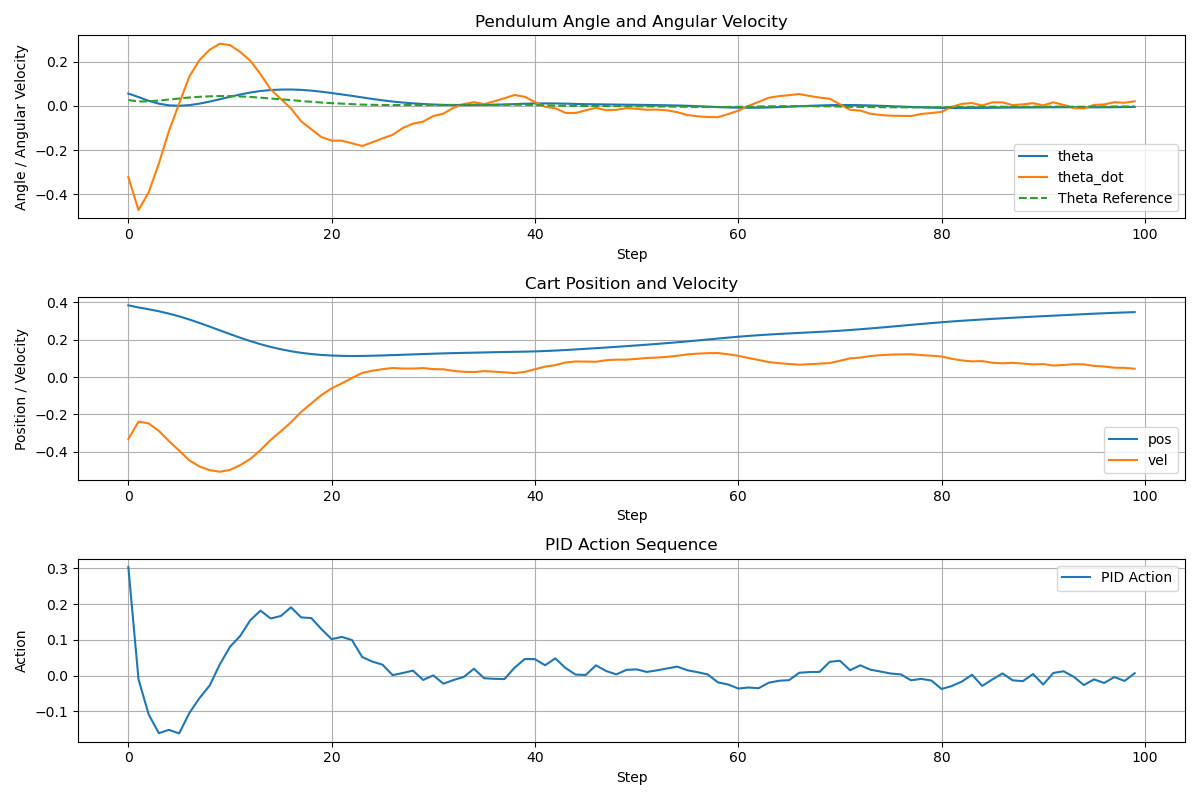 Pendulum Angle and Angular Velocity
Angle / Angular Velocity
0.2
0.0
−0.2
−0.4
theta
theta_dot
Theta Reference
0 20 40 60 80 100
Step
Cart Position and Velocity
Position / Velocity
0.4
0.2
0.0
−0.2
−0.4
pos
vel
0 20 40 60 80 100
Step
PID Action Sequence
Action
0.3
0.2
0.1
0.0
−0.1
PID Action
0 20 40 60 80 100
Step